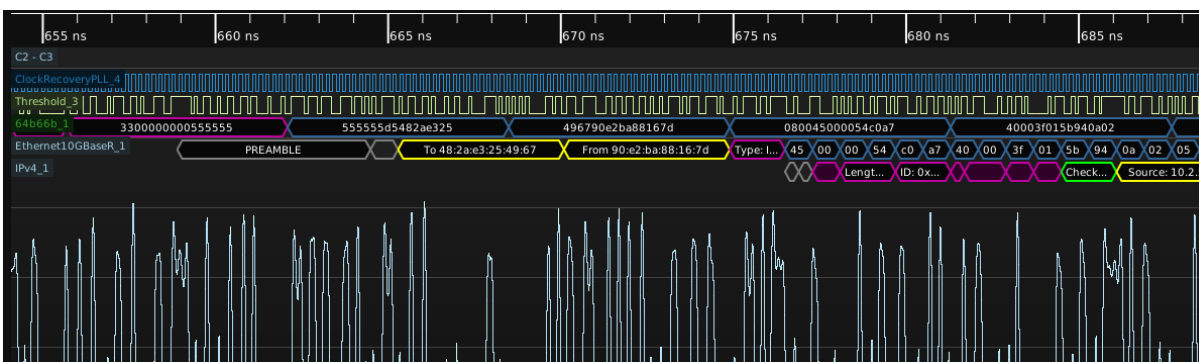 655 ns 660 ns 665 ns 670 ns 675 ns 680 ns 685 ns
C2 - C3
ClockRecoveryPLL_4
Threshold_3
64b66b_1 3300000000555555 555555d5482ae325 496790e2ba88167d 080045000054c0a7 40003f015b940a02
Ethernet10GBaseR_1 PREAMBLE To 48:2a:e3:25:49:67 From 90:e2:ba:88:16:7d Type: I... 45 00 00 54 c0 a7 40 00 3f 01 5b 94 0a 02 05
IPv4_1 Lengt... ID: 0x... Check... Source: 10.2.